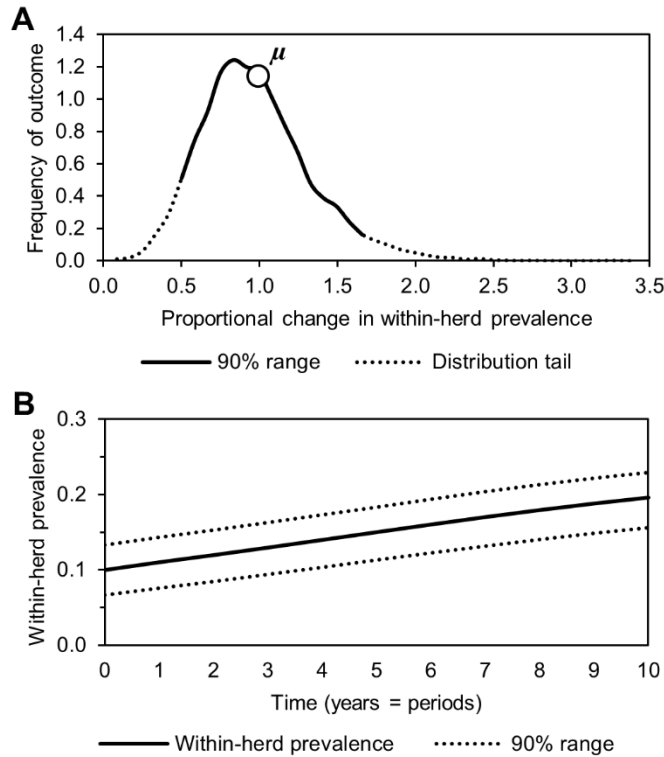 A
1.4
1.2
1.0
0.8
0.6
0.4
0.2
0.0
Frequency of outcome
μ
0.0 0.5 1.0 1.5 2.0 2.5 3.0 3.5
Proportional change in within-herd prevalence
90% range Distribution tail
B
0.3
0.2
0.1
0.0
Within-herd prevalence
0 1 2 3 4 5 6 7 8 9 10
Time (years = periods)
Within-herd prevalence 90% range